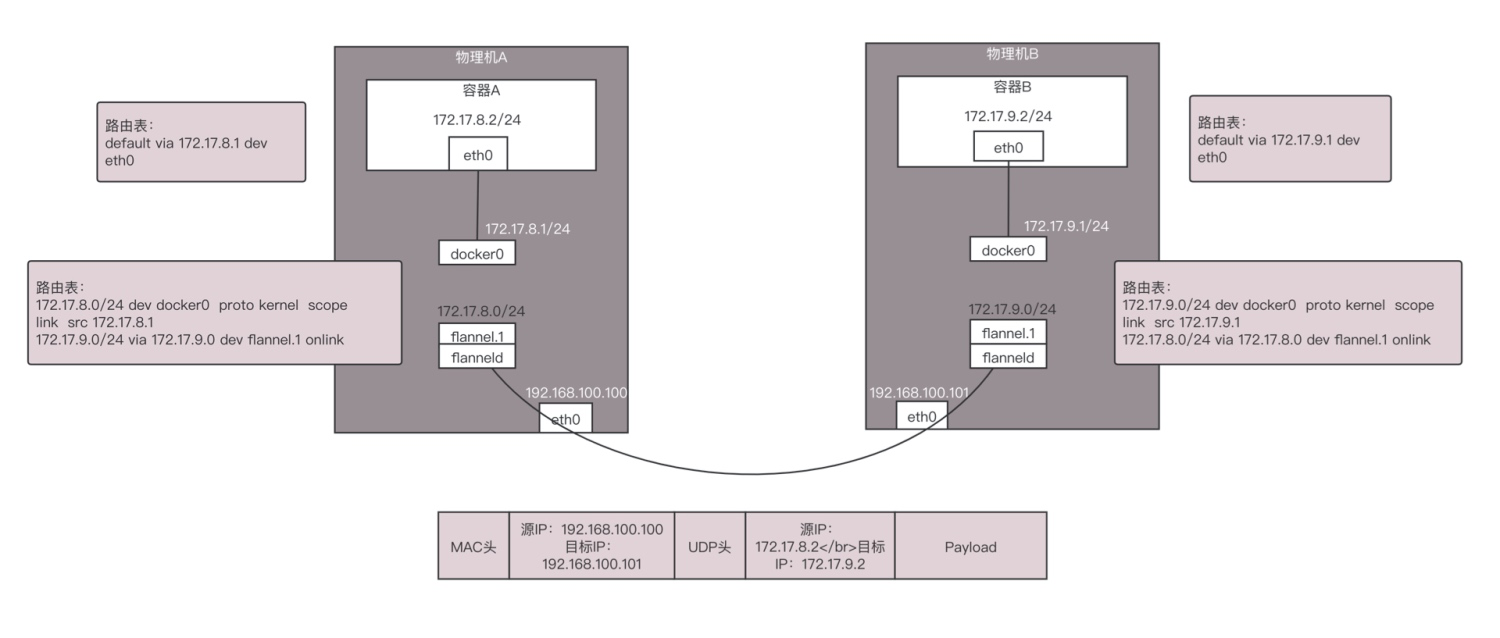 物理机A
容器A
172.17.8.2/24
eth0
172.17.8.1/24
docker0
172.17.8.0/24
flannel.1
flanneld
192.168.100.100
eth0
路由表：
default via 172.17.8.1 dev
eth0
路由表：
172.17.8.0/24 dev docker0 proto kernel scope
link src 172.17.8.1
172.17.9.0/24 via 172.17.9.0 dev flannel.1 onlink
物理机B
容器B
172.17.9.2/24
eth0
172.17.9.1/24
docker0
172.17.9.0/24
flannel.1
flanneld
192.168.100.101
eth0
路由表：
default via 172.17.9.1 dev
eth0
路由表：
172.17.9.0/24 dev docker0 proto kernel scope
link src 172.17.9.1
172.17.8.0/24 via 172.17.8.0 dev flannel.1 onlink
MAC头
源IP：192.168.100.100
目标IP：
192.168.100.101
UDP头
源IP：
172.17.8.2</br>目标
IP：172.17.9.2
Payload